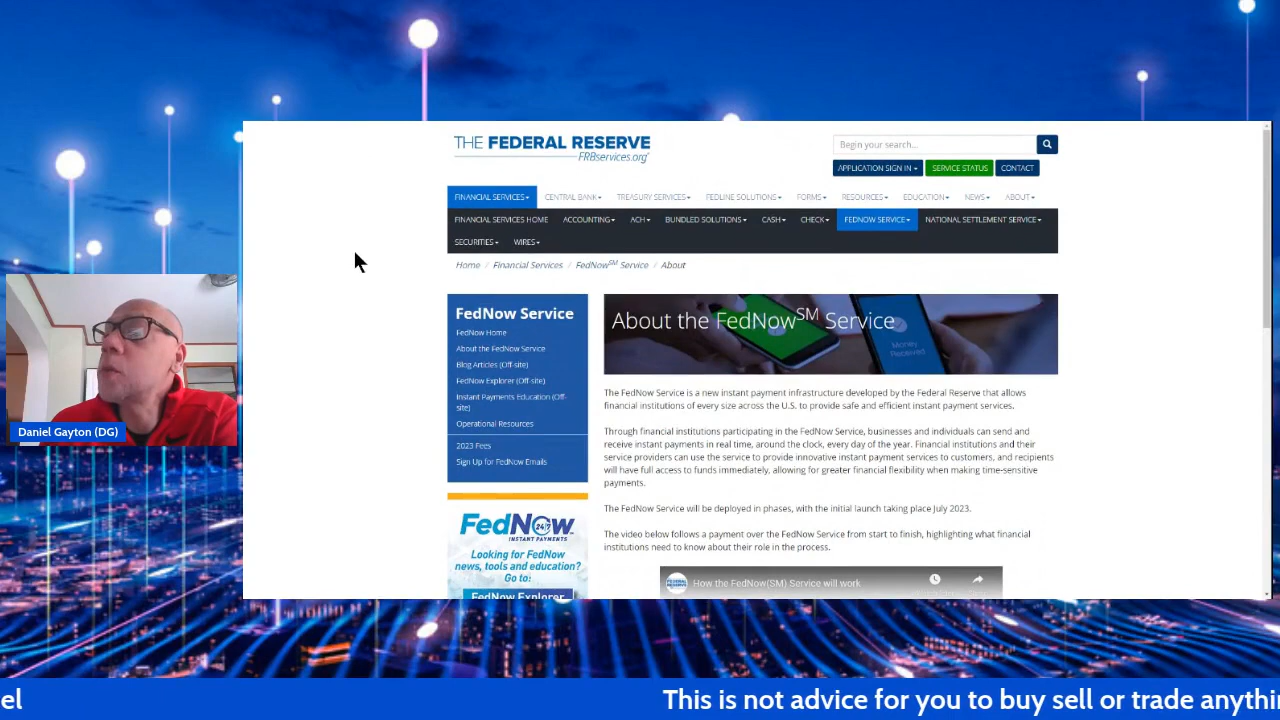 THE FEDERAL RESERVE
FRBservices.org®
Begin your search...
APPLICATION SIGN IN SERVICE STATUS CONTACT
FINANCIAL SERVICES CENTRAL BANK TREASURY SERVICES FEDLINE SOLUTIONS FORMS RESOURCES EDUCATION NEWS ABOUT
FINANCIAL SERVICES HOME ACCOUNTING ACH BUNDLED SOLUTIONS CASH CHECK FEDNOW SERVICE NATIONAL SETTLEMENT SERVICE
SECURITIES WIRES
Home / Financial Services / FedNowSM Service / About
FedNow Service
FedNow Home
About the FedNow Service
Blog Articles (Off-site)
FedNow Explorer (Off-site)
Instant Payments Education (Off-
site)
Operational Resources
2023 Fees
Sign Up for FedNow Emails
FedNow 24/7
INSTANT PAYMENTS
Looking for FedNow
news, tools and education?
Go to:
FedNow Explorer
About the FedNowSM Service
Money
Received
The FedNow Service is a new instant payment infrastructure developed by the Federal Reserve that allows
financial institutions of every size across the U.S. to provide safe and efficient instant payment services.
Through financial institutions participating in the FedNow Service, businesses and individuals can send and
receive instant payments in real time, around the clock, every day of the year. Financial institutions and their
service providers can use the service to provide innovative instant payment services to customers, and recipients
will have full access to funds immediately, allowing for greater financial flexibility when making time-sensitive
payments.
The FedNow Service will be deployed in phases, with the initial launch taking place July 2023.
The video below follows a payment over the FedNow Service from start to finish, highlighting what financial
institutions need to know about their role in the process.
How the FedNow(SM) Service will work
Daniel Gayton (DG)
el This is not advice for you to buy sell or trade anythi